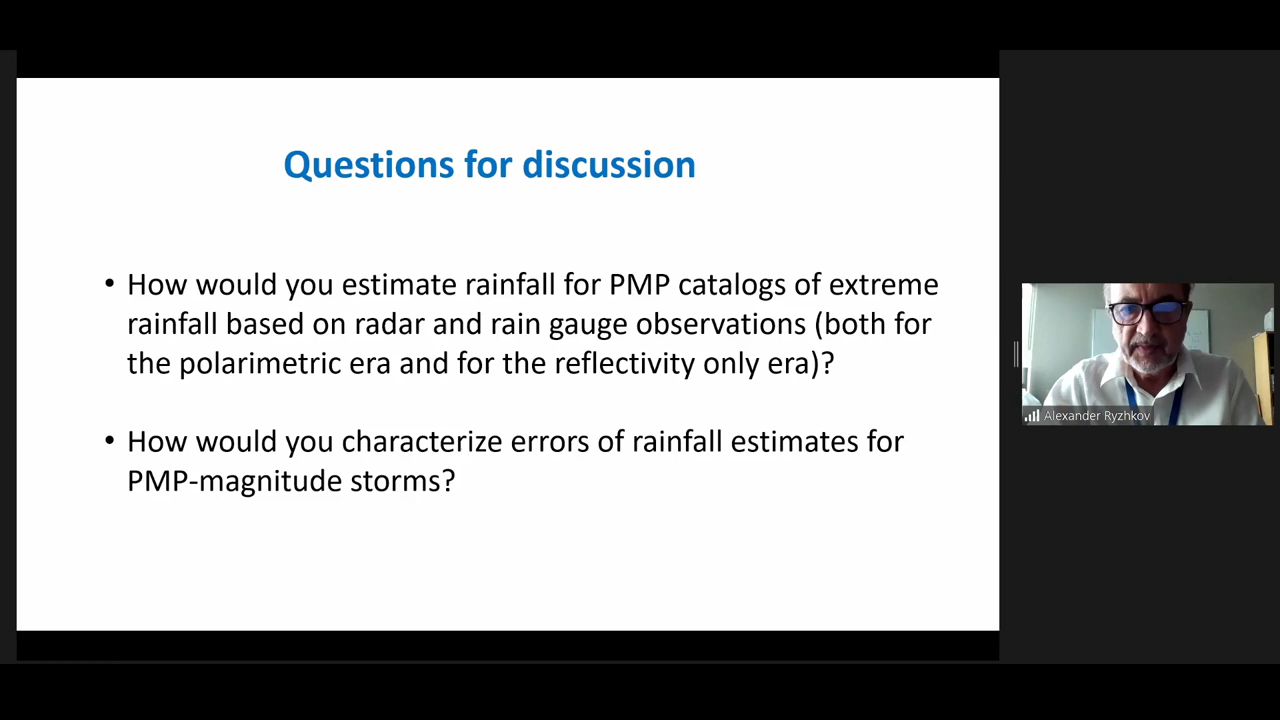 Questions for discussion
• How would you estimate rainfall for PMP catalogs of extreme
rainfall based on radar and rain gauge observations (both for
the polarimetric era and for the reflectivity only era)?
• How would you characterize errors of rainfall estimates for
PMP-magnitude storms?
Alexander Ryzhkov